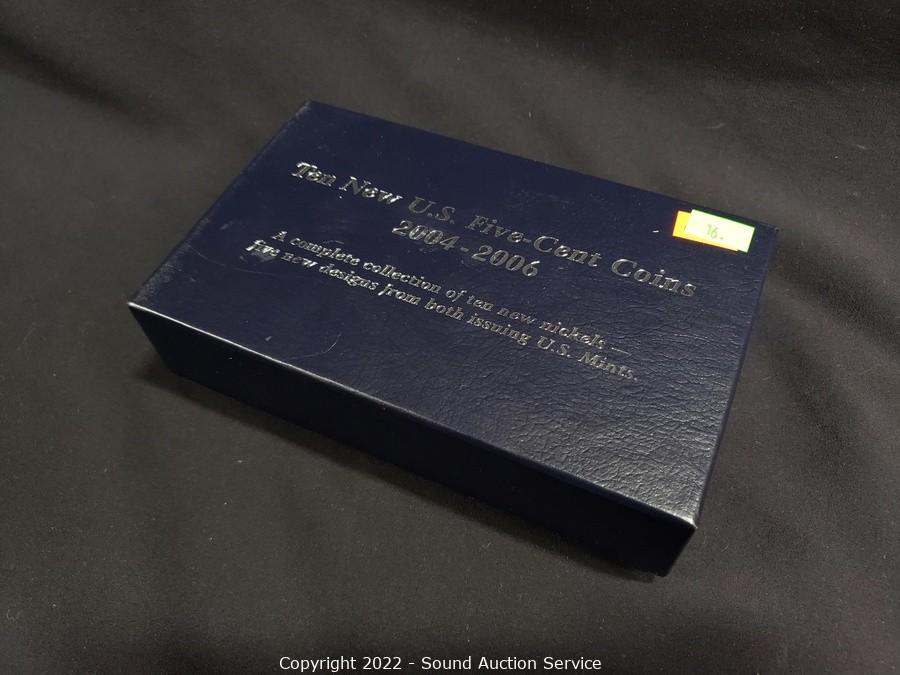 Ten New U.S. Five-Cent Coins
2004-2006
A complete collection of ten new nickels —
five new designs from both issuing U.S. Mints.
16.
Copyright 2022 - Sound Auction Service